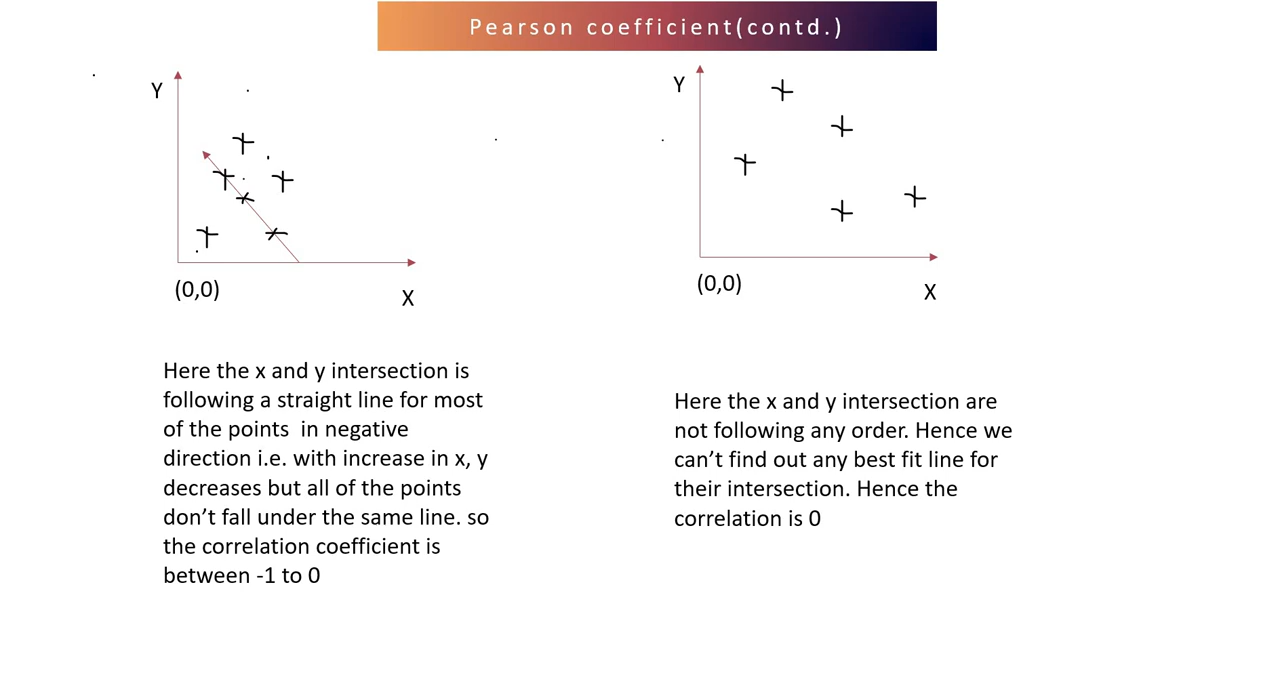 Pearson coefficient(contd.)
Y
(0,0)
X
Here the x and y intersection is
following a straight line for most
of the points  in negative
direction i.e. with increase in x, y
decreases but all of the points
don’t fall under the same line. so
the correlation coefficient is
between -1 to 0
Y
(0,0)
X
Here the x and y intersection are
not following any order. Hence we
can’t find out any best fit line for
their intersection. Hence the
correlation is 0